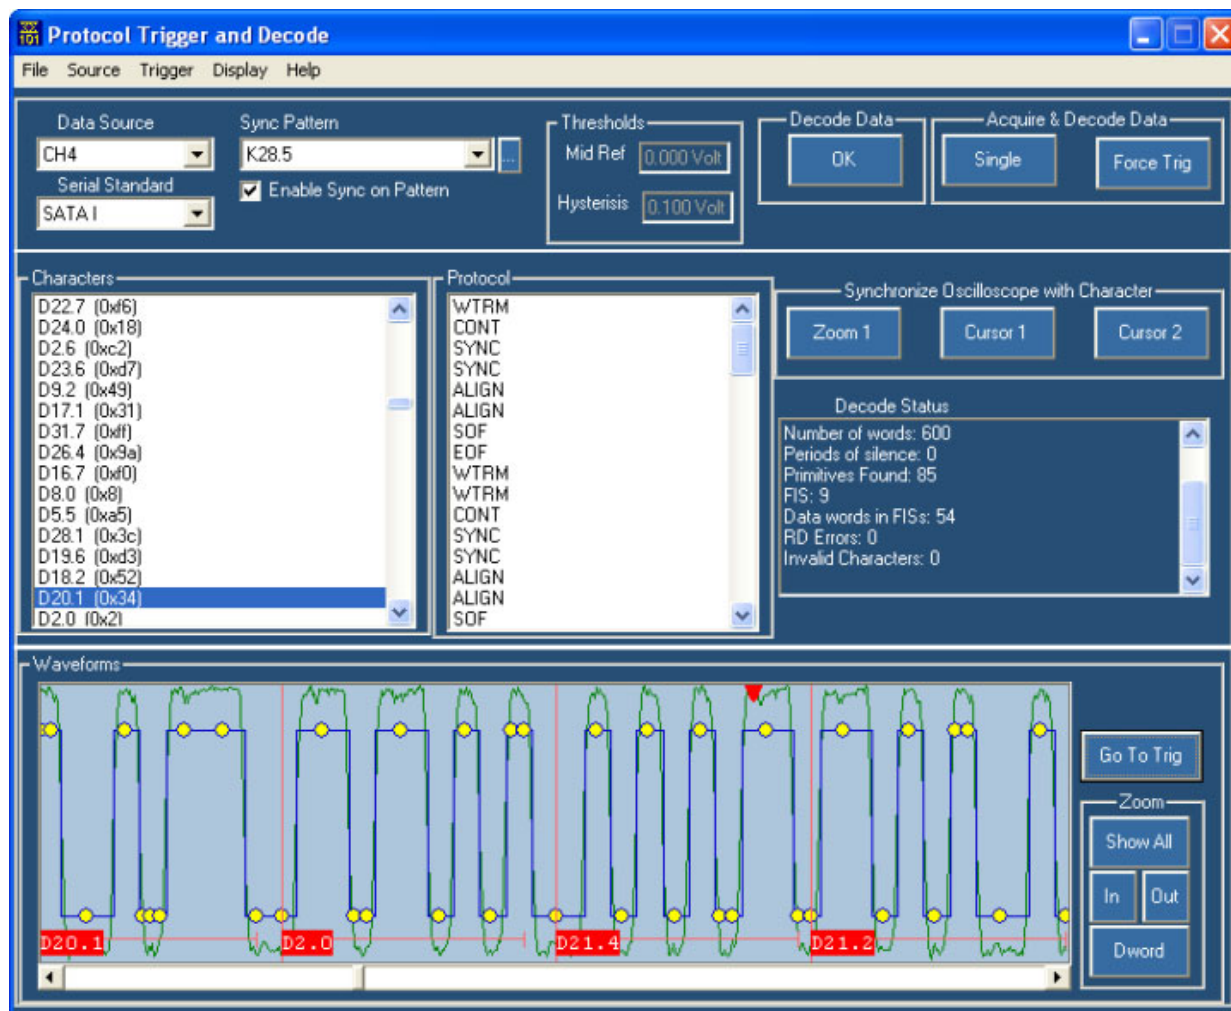 Protocol Trigger and Decode
File Source Trigger Display Help
Data Source
CH4
Serial Standard
SATA I
Sync Pattern
K28.5
...
Enable Sync on Pattern
Thresholds
Mid Ref 0.000 Volt
Hysterisis 0.100 Volt
Decode Data
OK
Acquire & Decode Data
Single Force Trig
Characters
D22.7 (0xf6)
D24.0 (0x18)
D2.6 (0xc2)
D23.6 (0xd7)
D9.2 (0x49)
D17.1 (0x31)
D31.7 (0xff)
D26.4 (0x9a)
D16.7 (0xf0)
D8.0 (0x8)
D5.5 (0xa5)
D28.1 (0x3c)
D19.6 (0xd3)
D18.2 (0x52)
D20.1 (0x34)
D2.0 (0x2)
Protocol
WTRM
CONT
SYNC
SYNC
ALIGN
ALIGN
SOF
EOF
WTRM
WTRM
CONT
SYNC
SYNC
ALIGN
ALIGN
SOF
Synchronize Oscilloscope with Character
Zoom 1 Cursor 1 Cursor 2
Decode Status
Number of words: 600
Periods of silence: 0
Primitives Found: 85
FIS: 9
Data words in FISs: 54
RD Errors: 0
Invalid Characters: 0
Waveforms
D20.1 D2.0 D21.4 D21.2
Go To Trig
Zoom
Show All
In Out
Dword